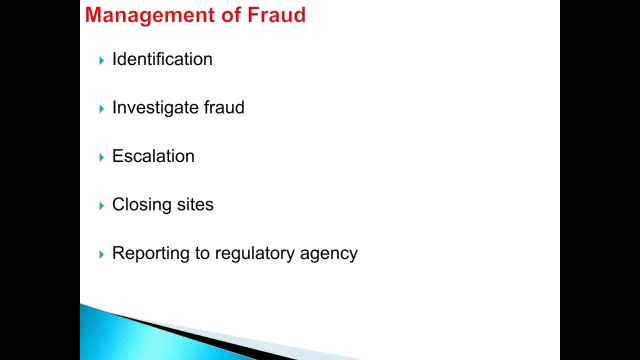 Management of Fraud
Identification
Investigate fraud
Escalation
Closing sites
Reporting to regulatory agency